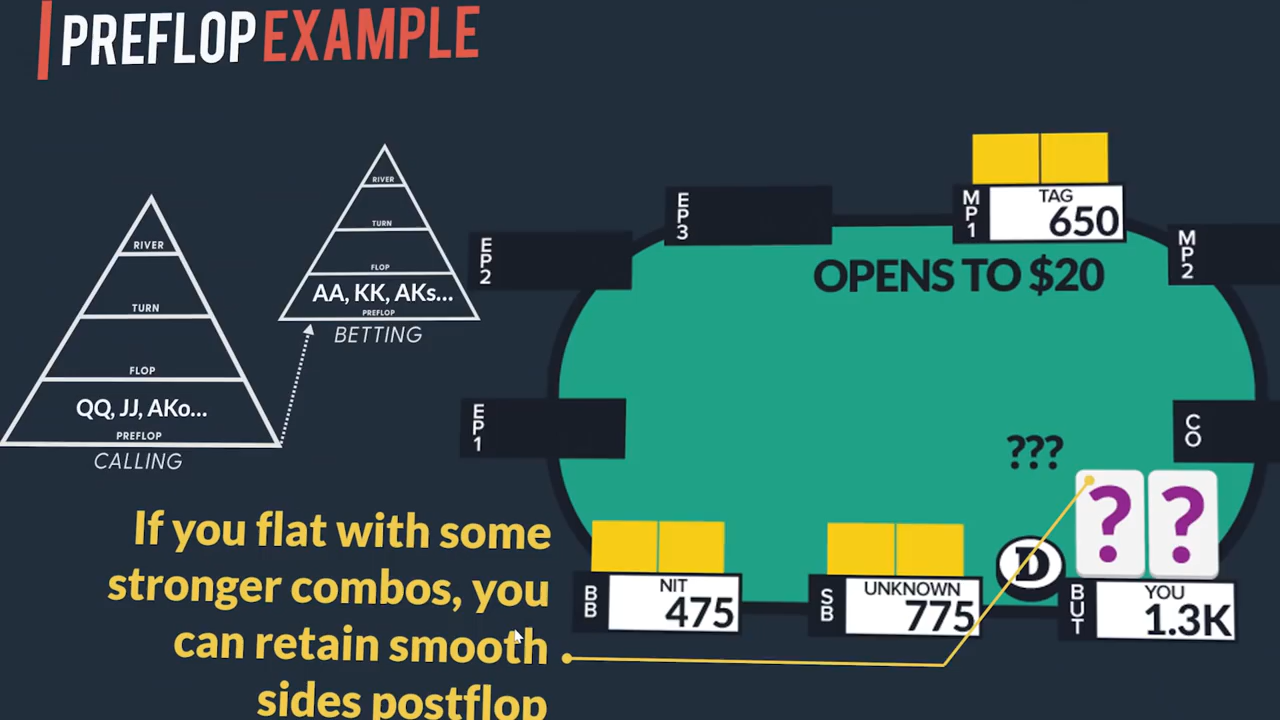 PREFLOP EXAMPLE
RIVER
TURN
FLOP
AA, KK, AKs...
PREFLOP
BETTING
RIVER
TURN
FLOP
QQ, JJ, AKo...
PREFLOP
CALLING
EP2
EP3
MP1
TAG
650
MP2
OPENS TO $20
EP1
CO
???
? ?
D
BB
NIT
475
SB
UNKNOWN
775
BUT
YOU
1.3K
If you flat with some
stronger combos, you
can retain smooth
sides postflop